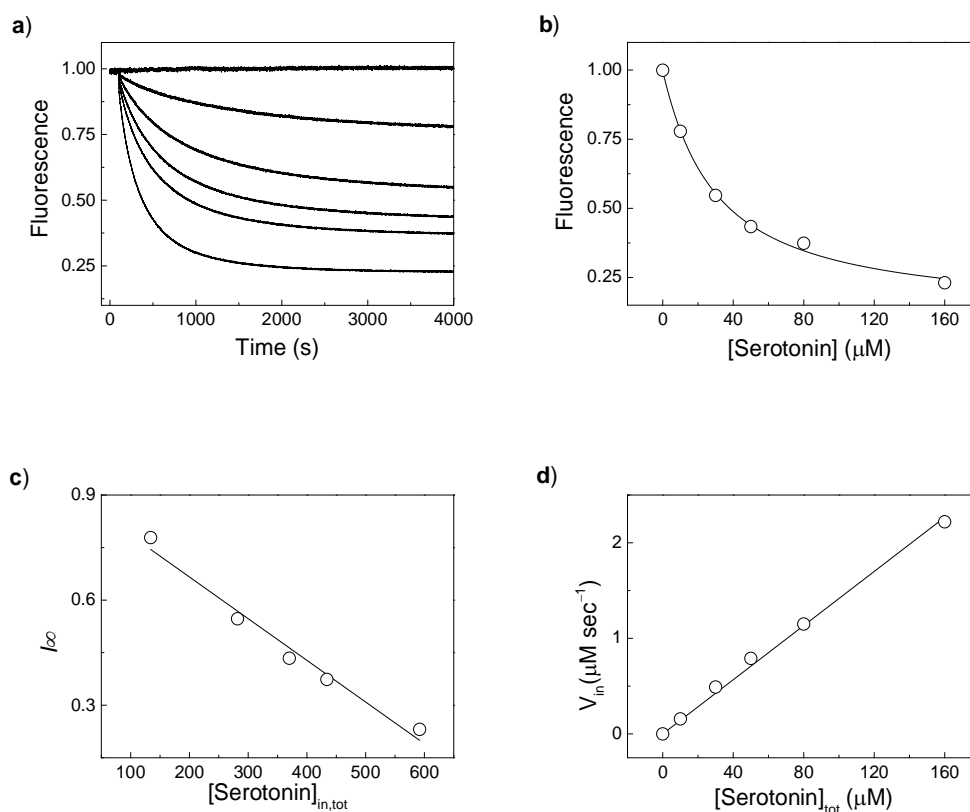 a)
1.00
0.75
0.50
0.25
Fluorescence
0 1000 2000 3000 4000
Time (s)
b)
1.00
0.75
0.50
0.25
Fluorescence
0 40 80 120 160
[Serotonin] (μM)
c)
0.9
0.6
0.3
I∞
100 200 300 400 500 600
[Serotonin]in,tot
d)
2
1
0
Vin(μM sec−1)
0 40 80 120 160
[Serotonin]tot (μM)